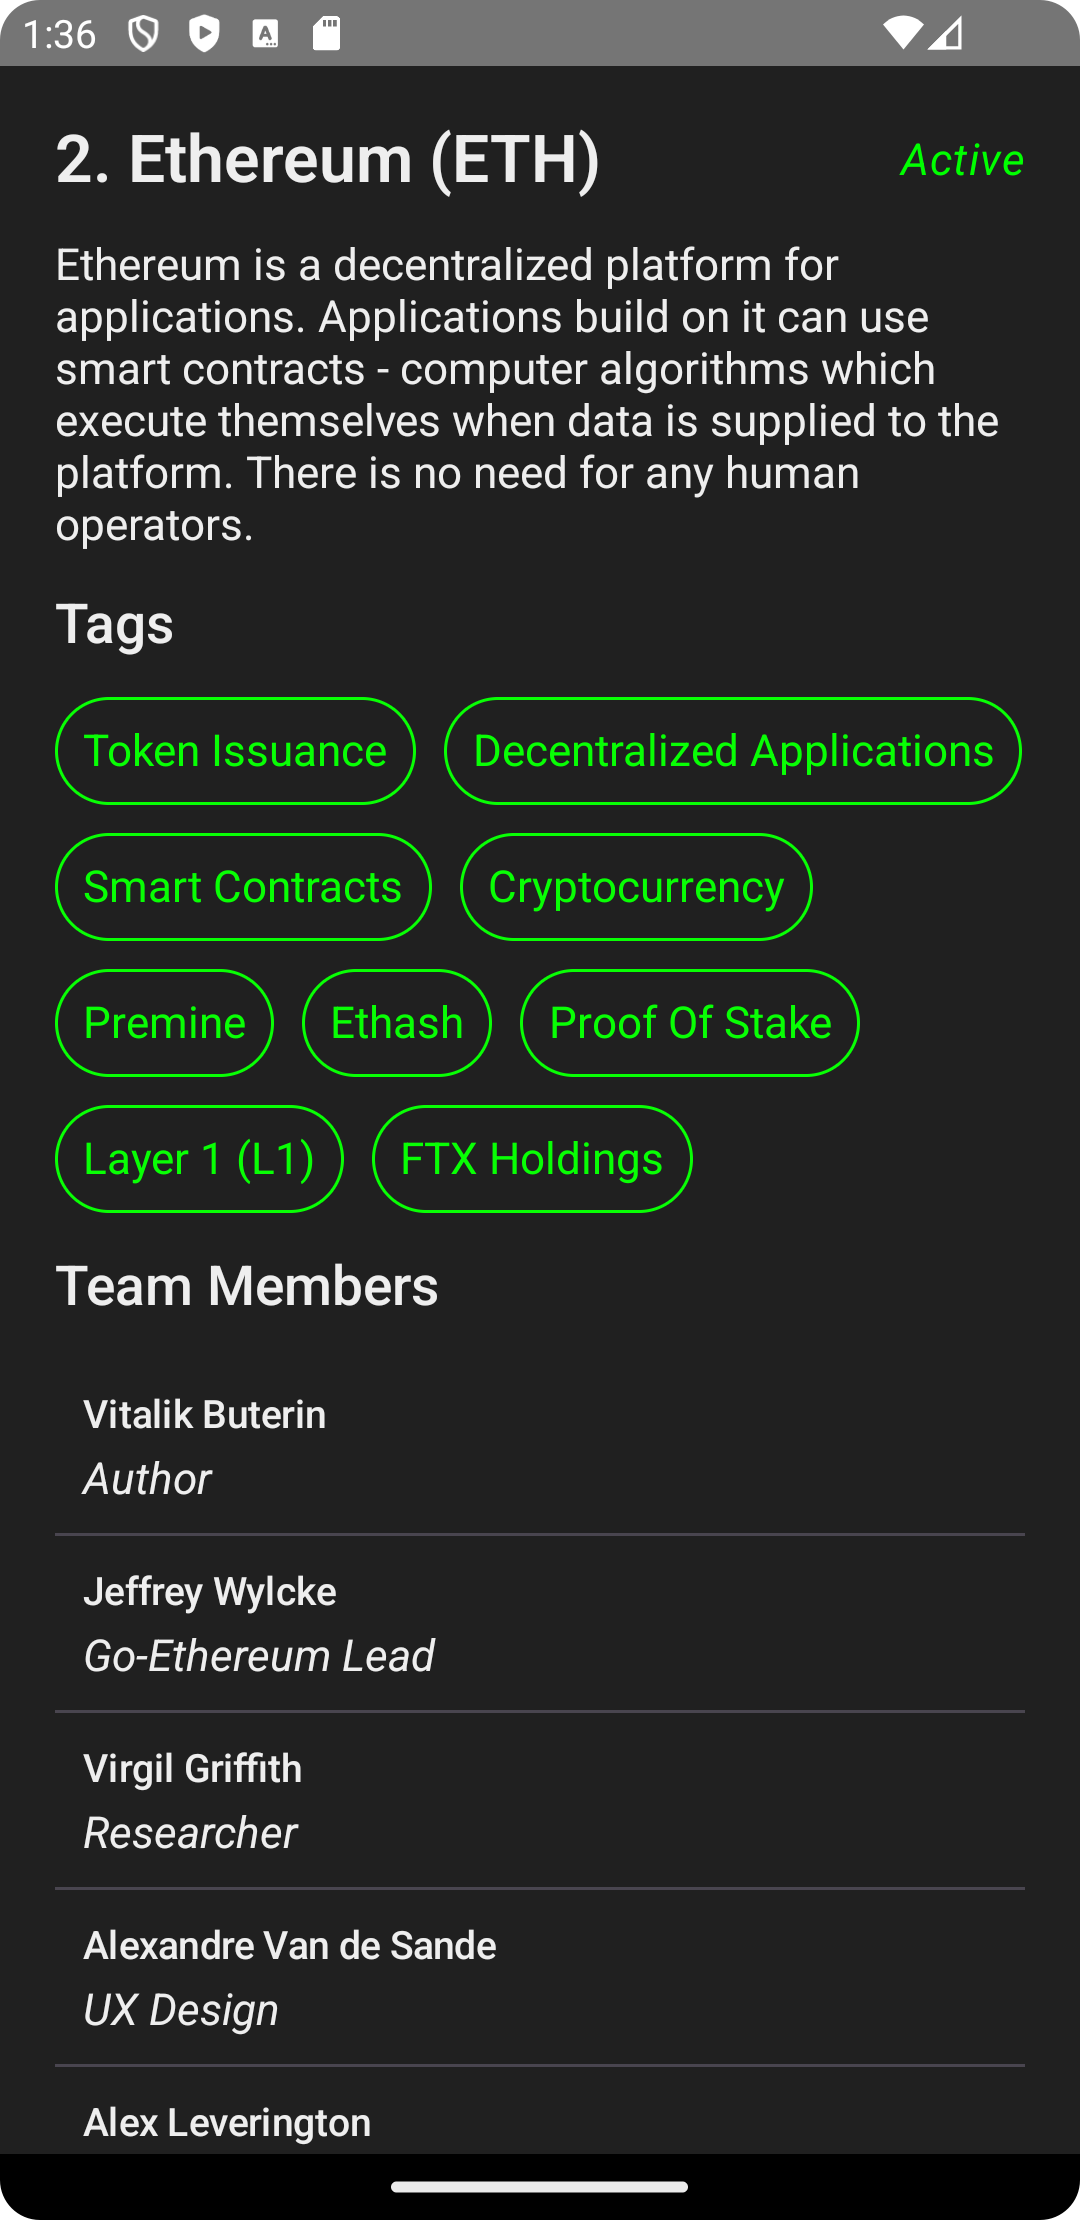 1:36
2. Ethereum (ETH)
Active
Ethereum is a decentralized platform for
applications. Applications build on it can use
smart contracts - computer algorithms which
execute themselves when data is supplied to the
platform. There is no need for any human
operators.
Tags
Token Issuance
Decentralized Applications
Smart Contracts
Cryptocurrency
Premine
Ethash
Proof Of Stake
Layer 1 (L1)
FTX Holdings
Team Members
Vitalik Buterin
Author
Jeffrey Wylcke
Go-Ethereum Lead
Virgil Griffith
Researcher
Alexandre Van de Sande
UX Design
Alex Leverington